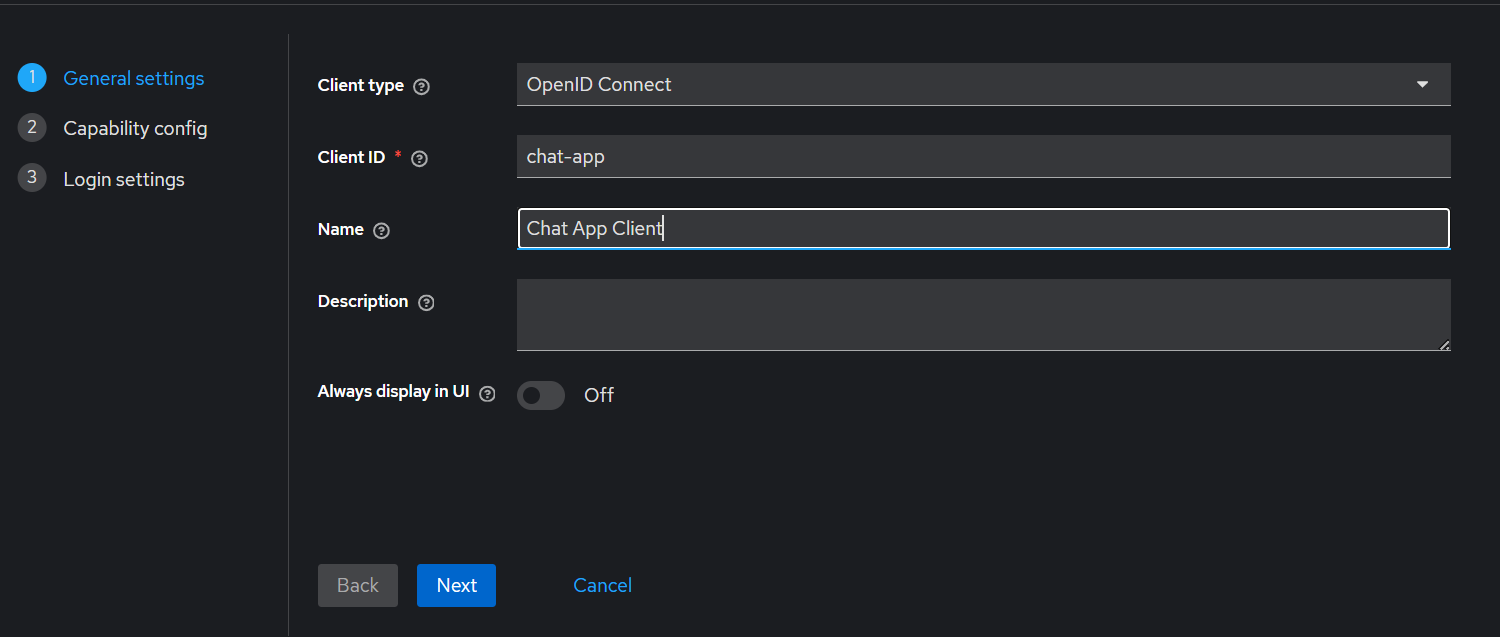 1 General settings
2 Capability config
3 Login settings
Client type ? OpenID Connect
Client ID * ? chat-app
Name ? Chat App Client
Description ?
Always display in UI ? Off
Back Next Cancel